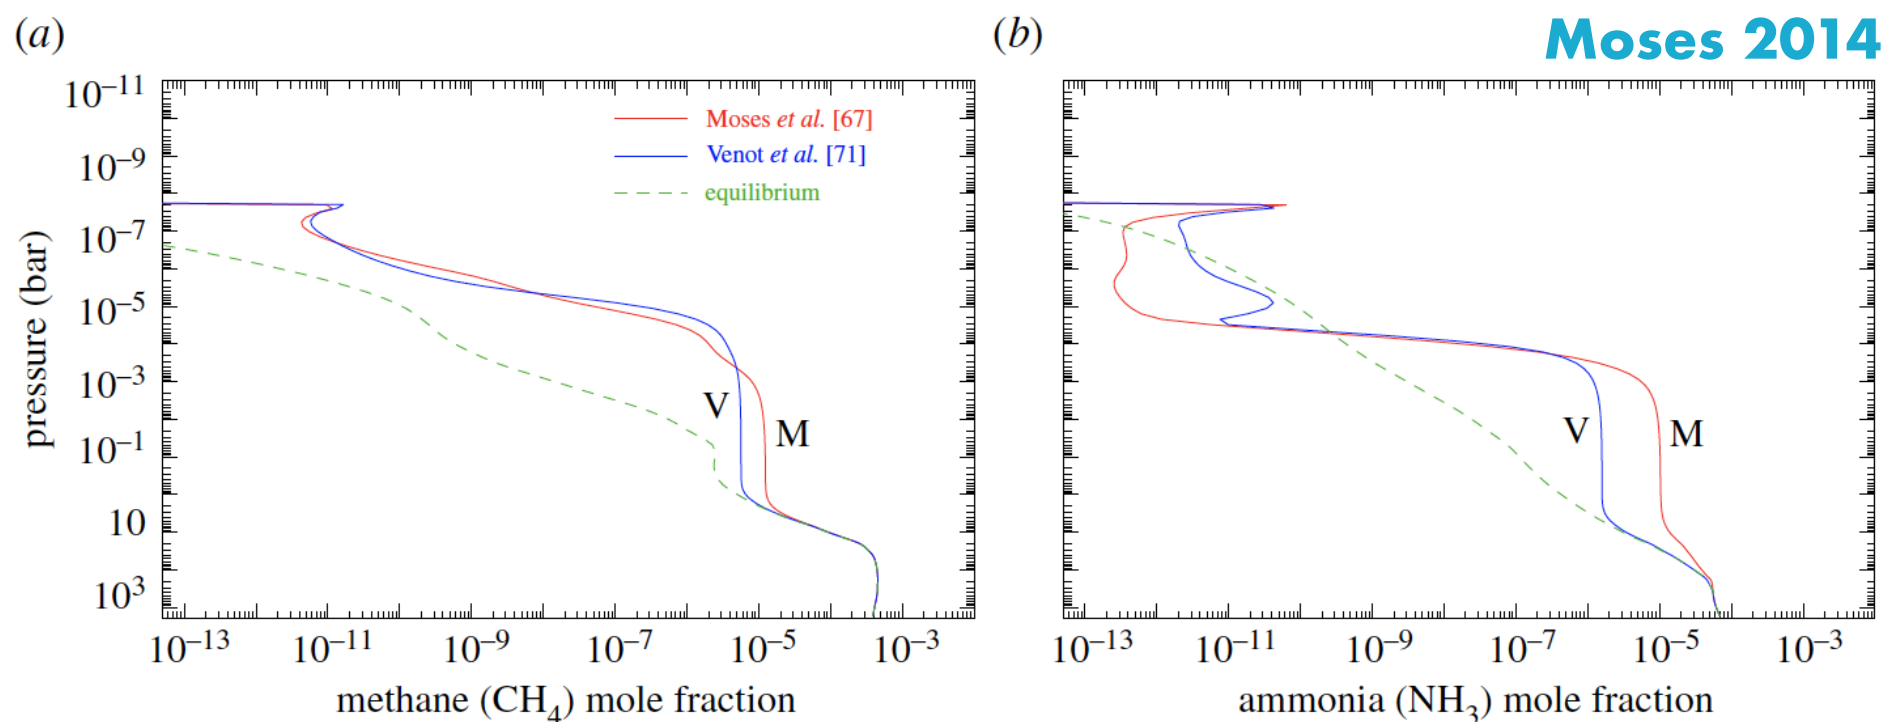 (a)
(b)
Moses 2014
10⁻¹¹
10⁻⁹
10⁻⁷
10⁻⁵
10⁻³
10⁻¹
10
10³
pressure (bar)
Moses et al. [67]
Venot et al. [71]
equilibrium
V
M
10⁻¹³ 10⁻¹¹ 10⁻⁹ 10⁻⁷ 10⁻⁵ 10⁻³
methane (CH₄) mole fraction
V
M
10⁻¹³ 10⁻¹¹ 10⁻⁹ 10⁻⁷ 10⁻⁵ 10⁻³
ammonia (NH₃) mole fraction